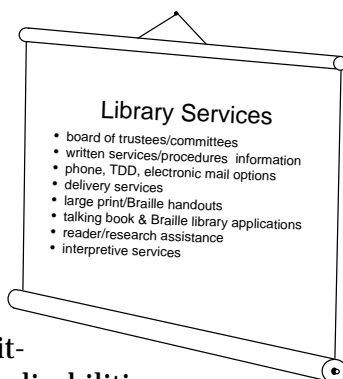 Library Services
• board of trustees/committees
• written services/procedures information
• phone, TDD, electronic mail options
• delivery services
• large print/Braille handouts
• talking book & Braille library applications
• reader/research assistance
• interpretive services
it-